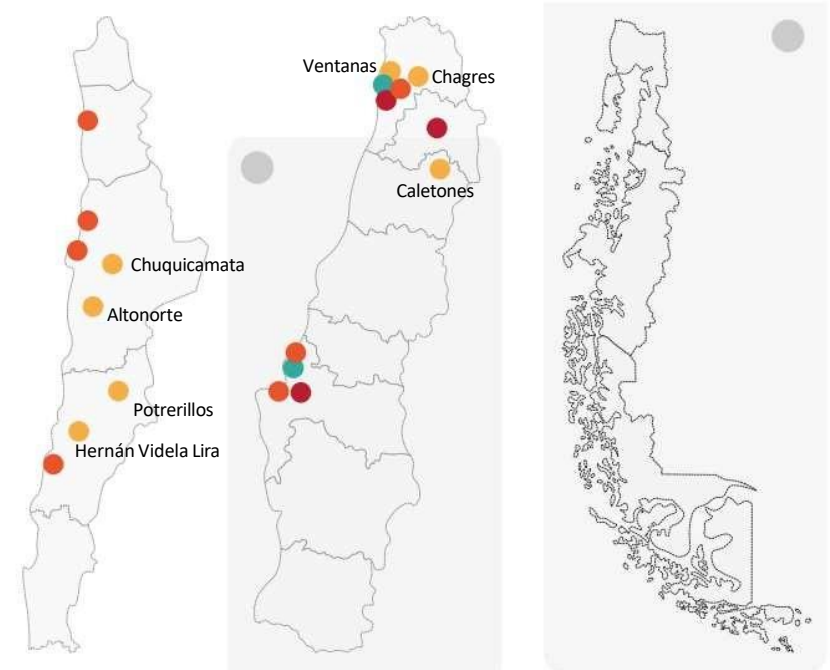 Ventanas
Chagres
Caletones
Chuquicamata
Altonorte
Potrerillos
Hernán Videla Lira